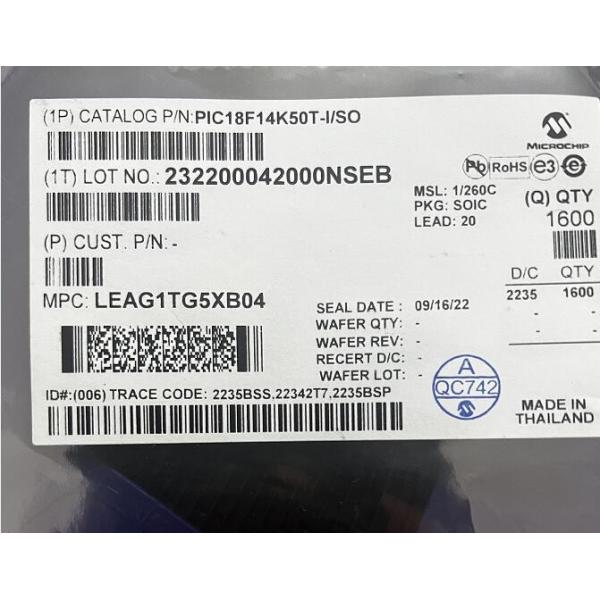 (1P) CATALOG P/N:PIC18F14K50T-I/SO
MICROCHIP
(1T) LOT NO.: 232200042000NSEB
Pb RoHS e3 e
MSL: 1/260C
PKG: SOIC
LEAD: 20
(Q) QTY
1600
(P) CUST. P/N: -
MPC: LEAG1TG5XB04
D/C QTY
2235 1600
- -
- -
SEAL DATE : 09/16/22
WAFER QTY: -
WAFER REV: -
RECERT D/C: -
WAFER LOT: -
A
QC742
ID#:(006) TRACE CODE: 2235BSS,22342T7,2235BSP
MADE IN
THAILAND